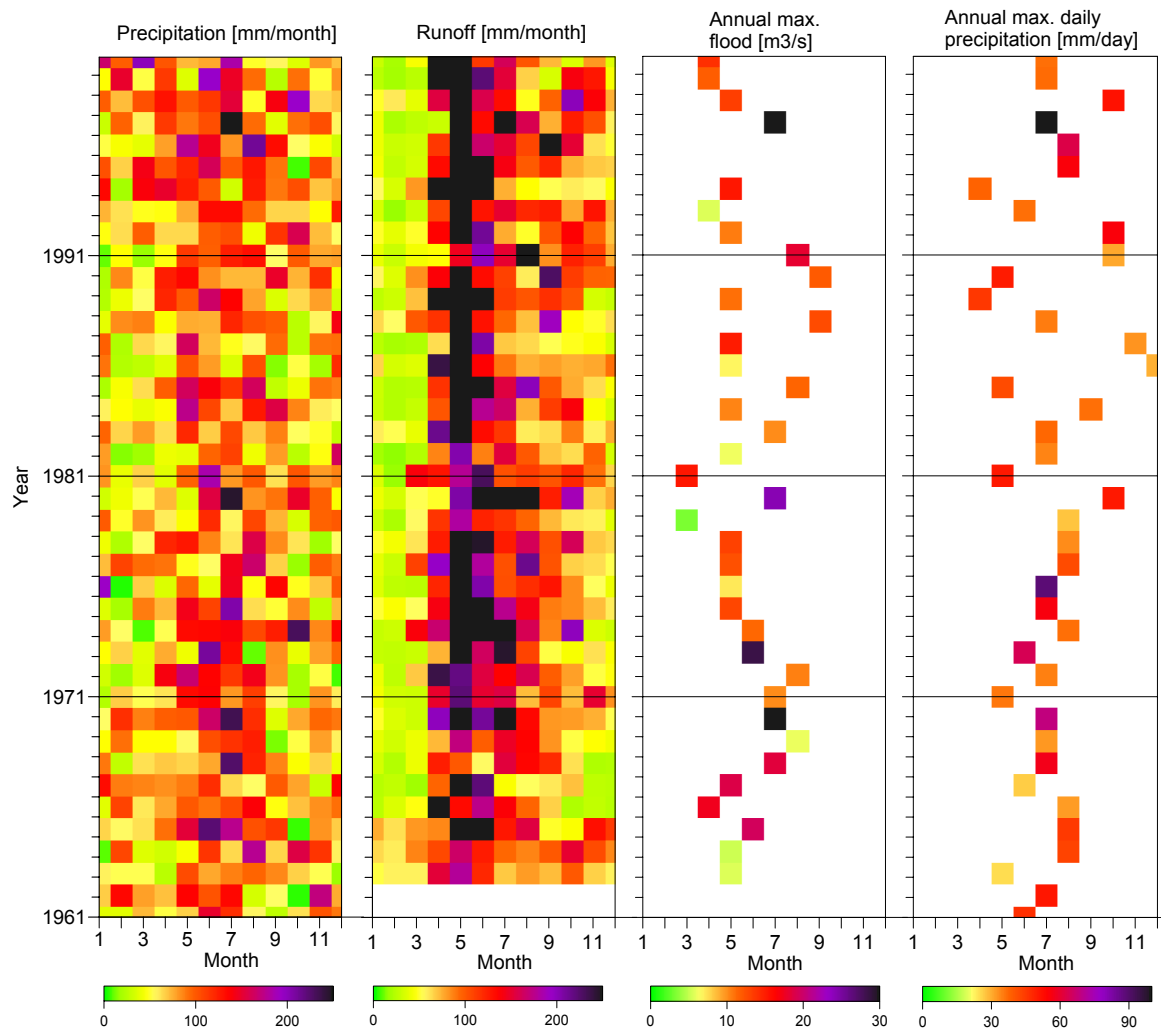 Precipitation [mm/month]
Runoff [mm/month]
Annual max.
flood [m3/s]
Annual max. daily
precipitation [mm/day]
Year
1991
1981
1971
1961
1 3 5 7 9 11
1 3 5 7 9 11
1 3 5 7 9 11
1 3 5 7 9 11
Month
Month
Month
Month
0 100 200
0 100 200
0 10 20 30
0 30 60 90